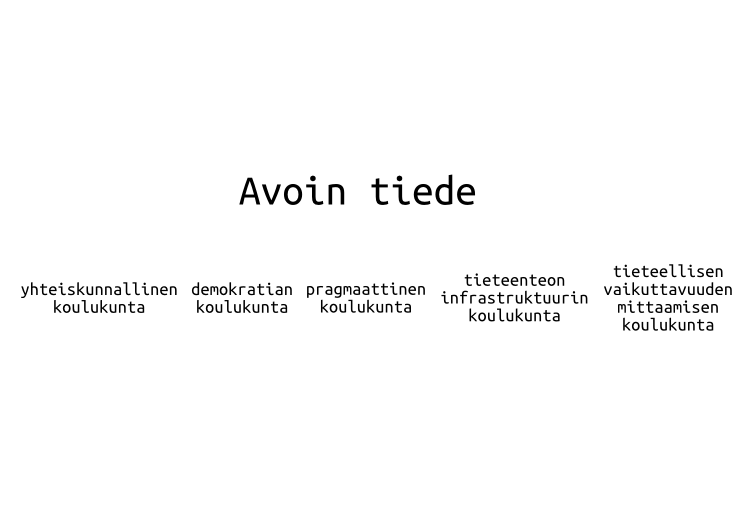 Avoin tiede
yhteiskunnallinen
koulukunta
demokratian
koulukunta
pragmaattinen
koulukunta
tieteenteon
infrastruktuurin
koulukunta
tieteellisen
vaikuttavuuden
mittaamisen
koulukunta